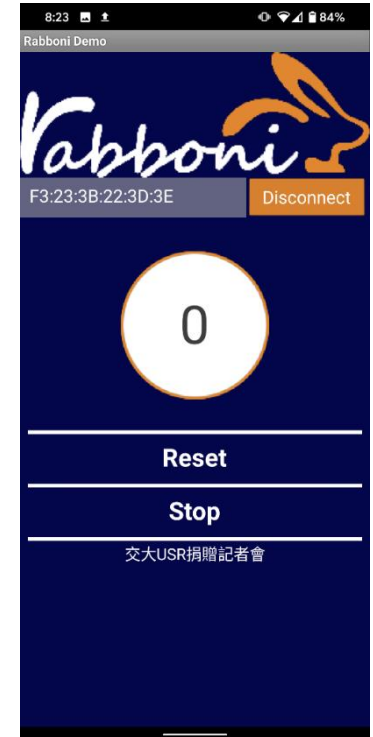 8:23 84%
Rabboni Demo
rabboni
F3:23:3B:22:3D:3E Disconnect
0
Reset
Stop
交大USR捐贈記者會